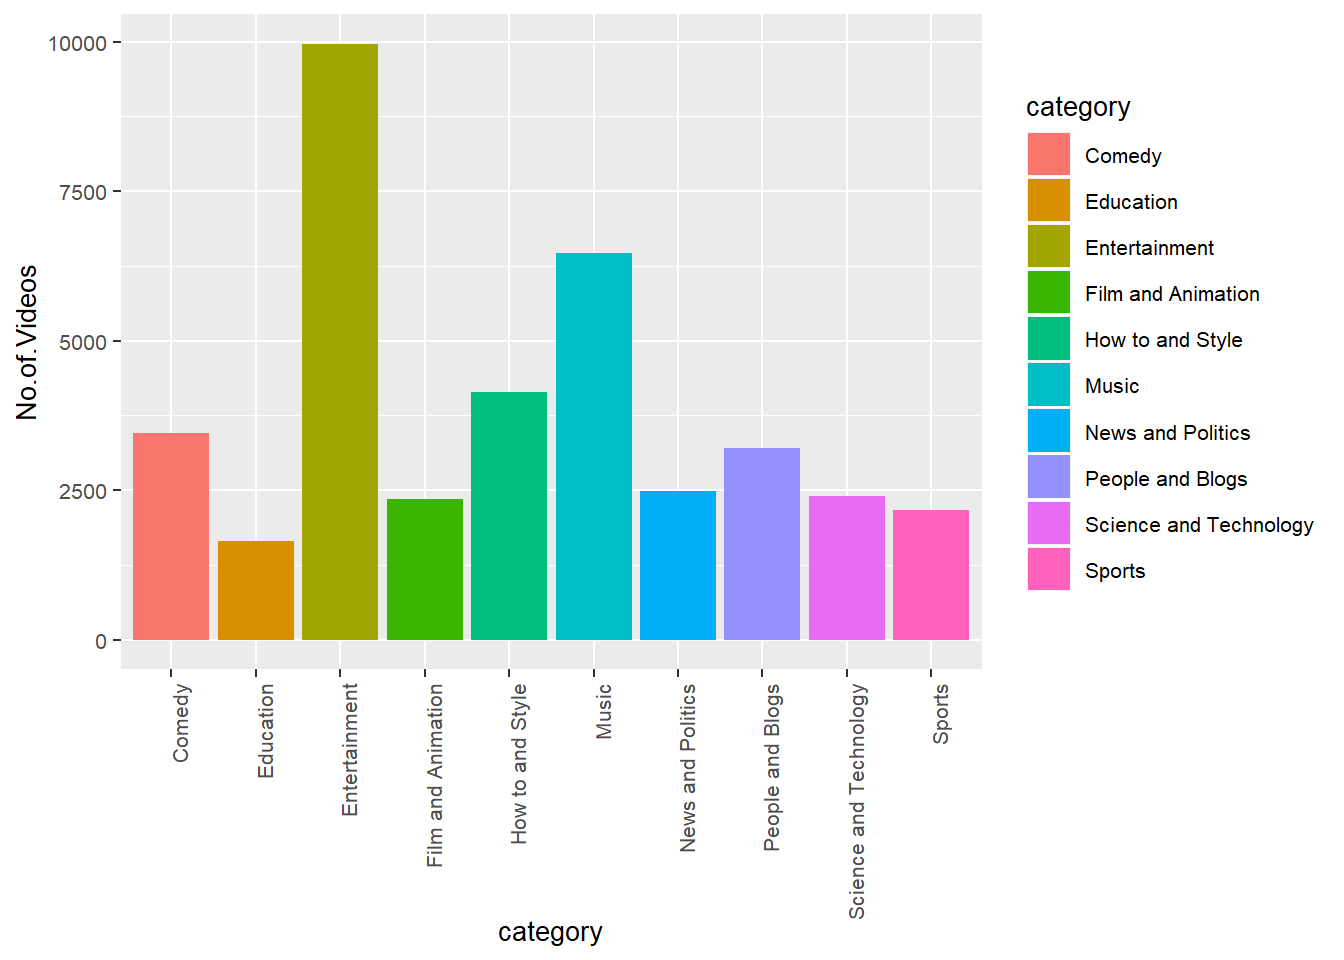 10000
7500
5000
2500
0
No.of.Videos
Comedy
Education
Entertainment
Film and Animation
How to and Style
Music
News and Politics
People and Blogs
Science and Technology
Sports
category
category
Comedy
Education
Entertainment
Film and Animation
How to and Style
Music
News and Politics
People and Blogs
Science and Technology
Sports